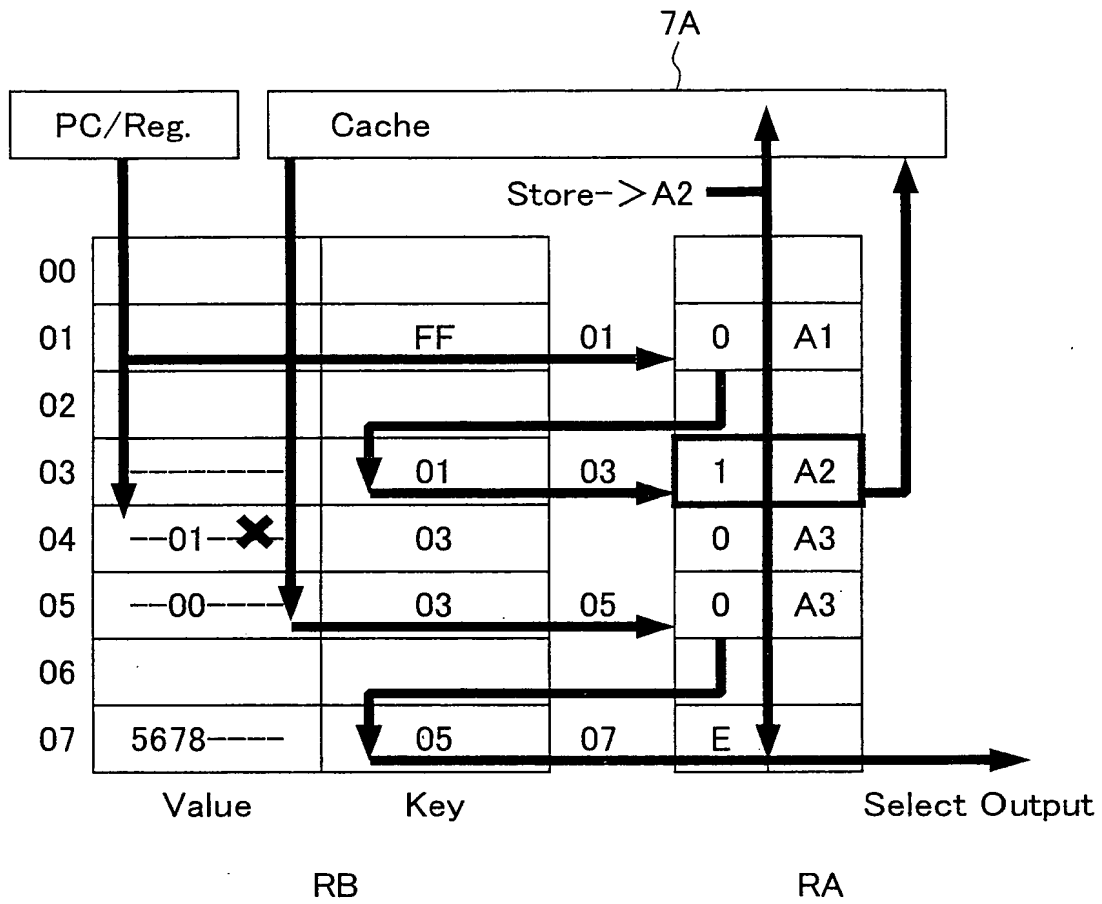 7A
PC/Reg. Cache
Store->A2
00
01 FF 01 0 A1
02
03 --------- 01 03 1 A2
04 --01----- 03 0 A3
05 --00----- 03 05 0 A3
06
07 5678----- 05 07 E
Value Key Select Output
RB RA